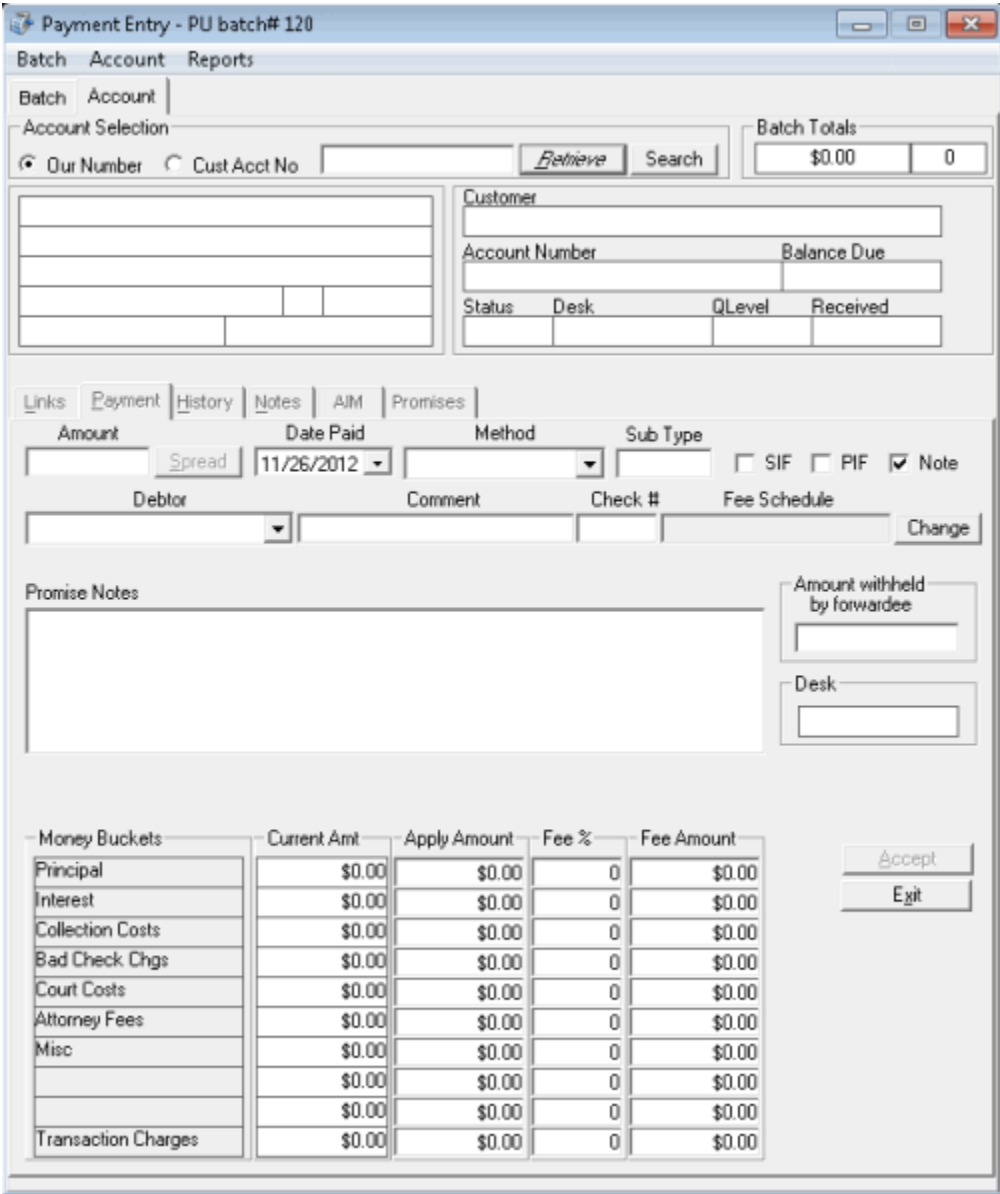 Payment Entry - PU batch# 120
Batch Account Reports
Batch Account
Account Selection Batch Totals
Our Number Cust Acct No Retrieve Search $0.00 0
Customer
Account Number Balance Due
Status Desk QLevel Received
Links Payment History Notes AIM Promises
Amount Date Paid Method Sub Type
Spread 11/26/2012 SIF PIF Note
Debtor Comment Check # Fee Schedule
Change
Promise Notes Amount withheld
by forwardee
Desk
Money Buckets Current Amt Apply Amount Fee % Fee Amount
Principal $0.00 $0.00 0 $0.00 Accept
Interest $0.00 $0.00 0 $0.00 Exit
Collection Costs $0.00 $0.00 0 $0.00
Bad Check Chgs $0.00 $0.00 0 $0.00
Court Costs $0.00 $0.00 0 $0.00
Attorney Fees $0.00 $0.00 0 $0.00
Misc $0.00 $0.00 0 $0.00
$0.00 $0.00 0 $0.00
$0.00 $0.00 0 $0.00
Transaction Charges $0.00 $0.00 0 $0.00